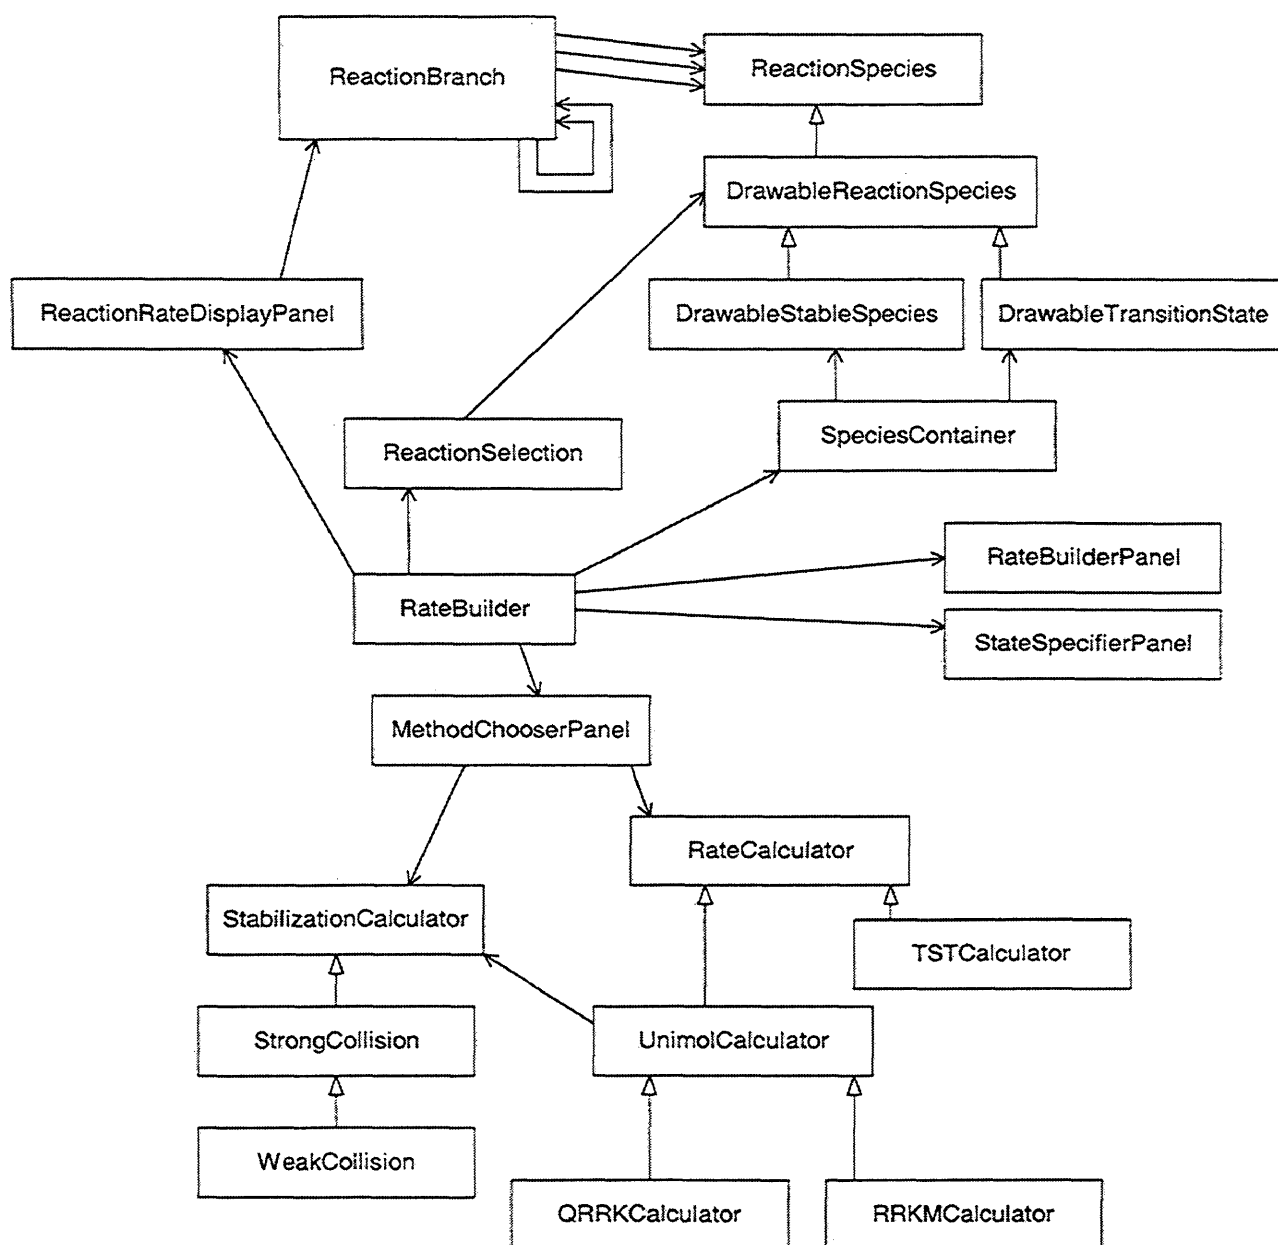 ReactionBranch
ReactionSpecies
DrawableReactionSpecies
ReactionRateDisplayPanel
DrawableStableSpecies
DrawableTransitionState
ReactionSelection
SpeciesContainer
RateBuilderPanel
RateBuilder
StateSpecifierPanel
MethodChooserPanel
RateCalculator
StabilizationCalculator
TSTCalculator
StrongCollision
UnimolCalculator
WeakCollision
QRRKCalculator
RRKMCalculator